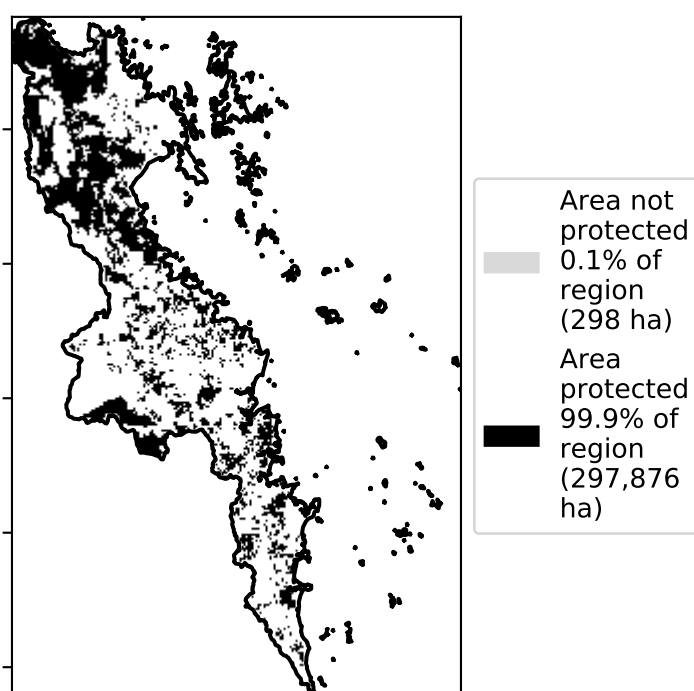 Area not
protected
0.1% of
region
(298 ha)
Area
protected
99.9% of
region
(297,876
ha)